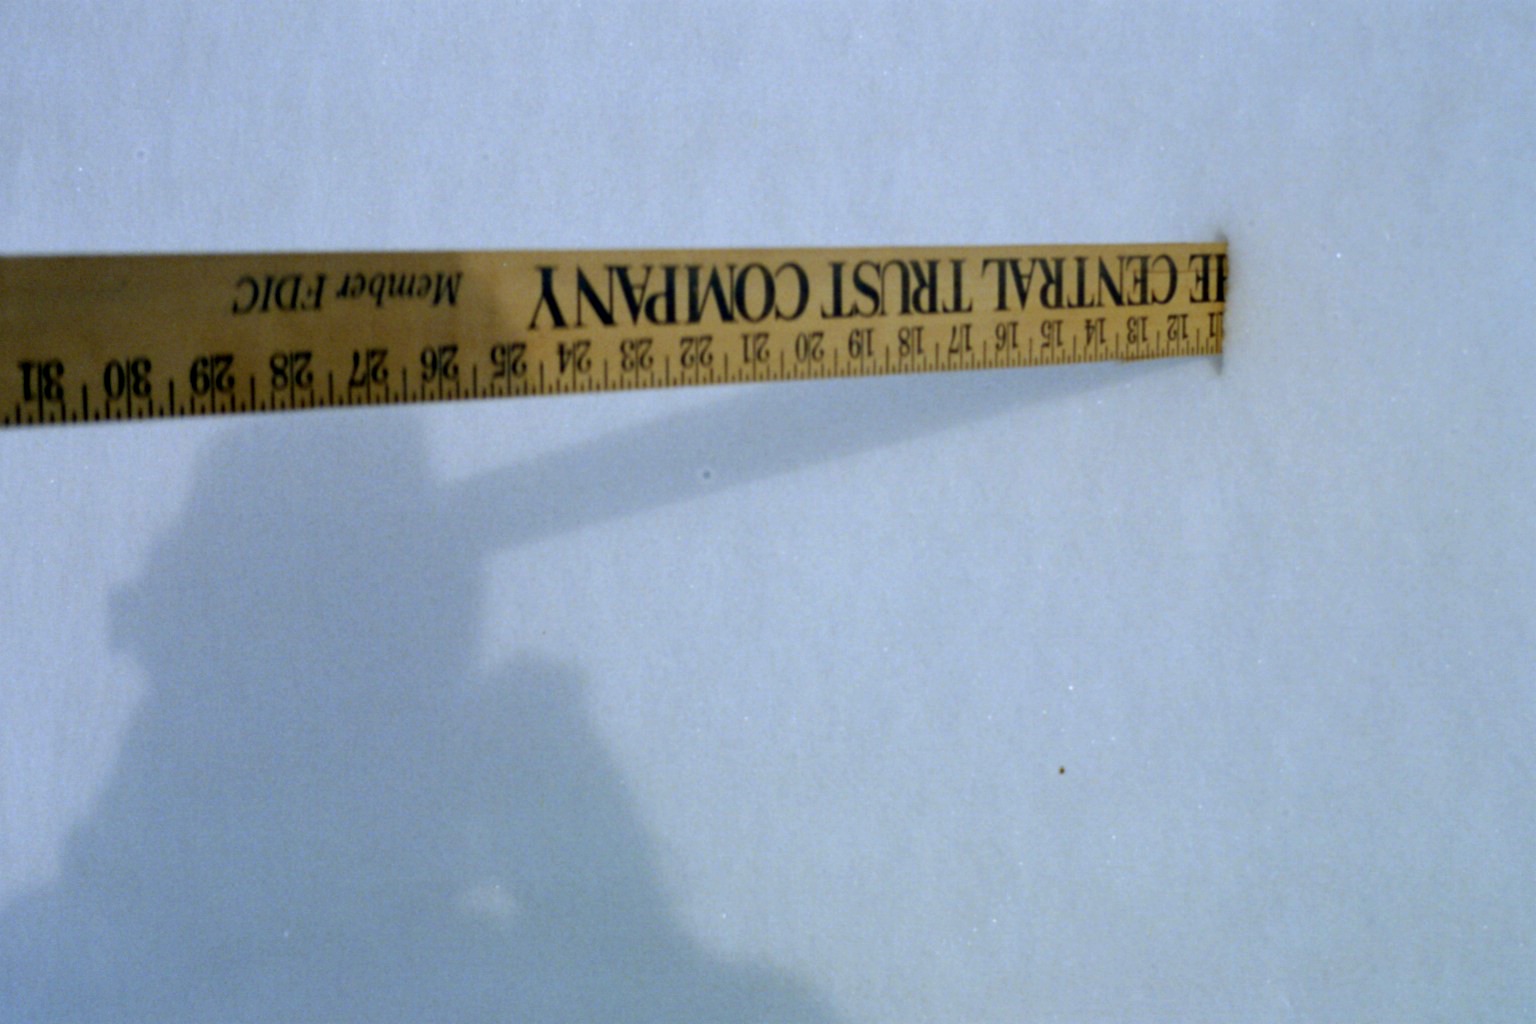 11 12 13 14 15 16 17 18 19 20 21 22 23 24 25 26 27 28 29 30 31
HE CENTRAL TRUST COMPANY Member FDIC